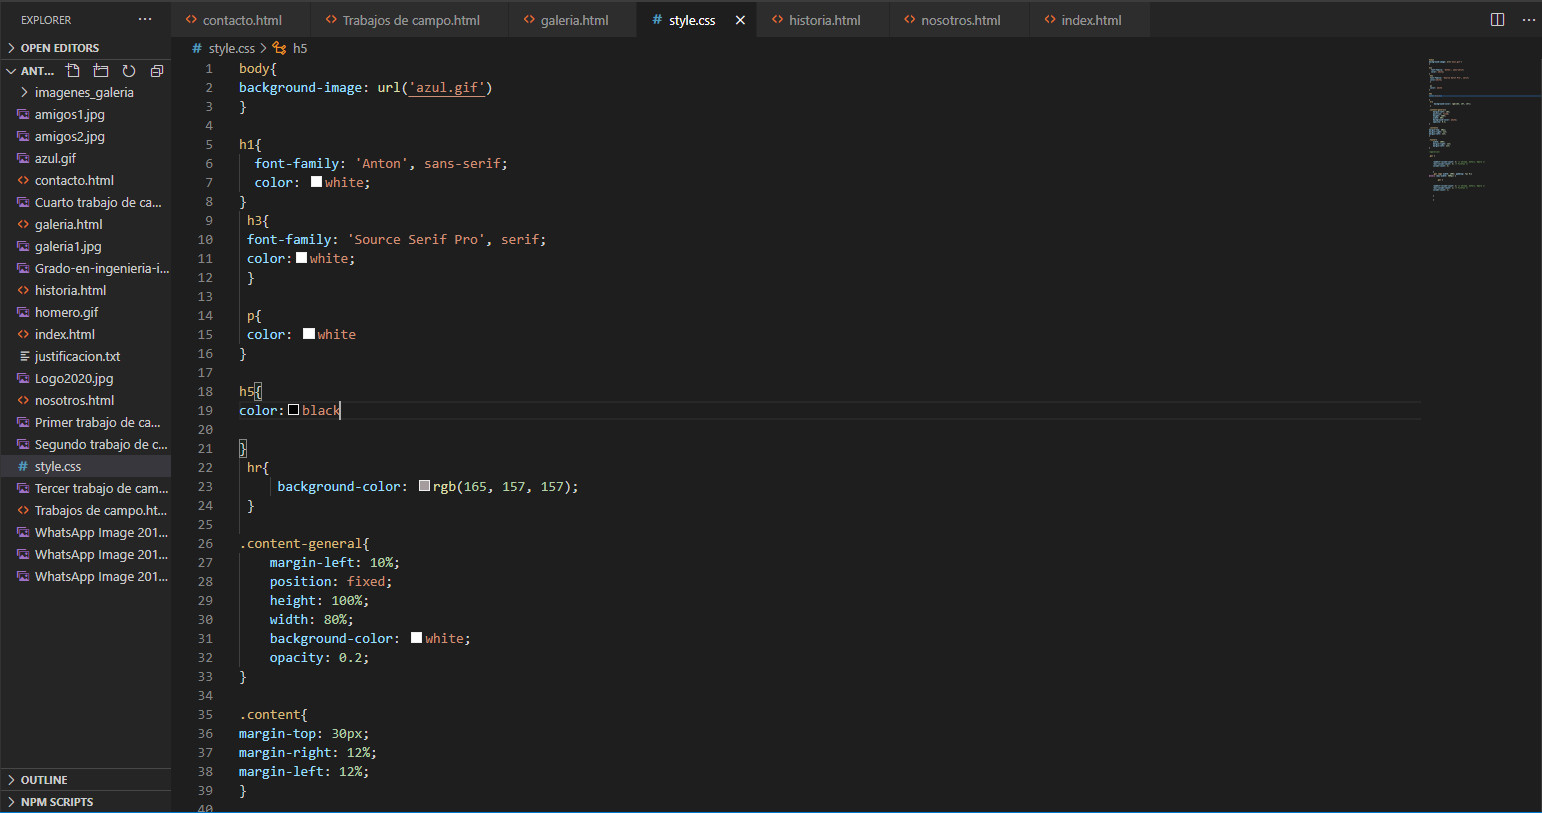 EXPLORER
OPEN EDITORS
ANT...
imagenes_galeria
amigos1.jpg
amigos2.jpg
azul.gif
contacto.html
Cuarto trabajo de ca...
galeria.html
galeria1.jpg
Grado-en-ingenieria-i...
historia.html
homero.gif
index.html
justificacion.txt
Logo2020.jpg
nosotros.html
Primer trabajo de ca...
Segundo trabajo de c...
style.css
Tercer trabajo de cam...
Trabajos de campo.ht...
WhatsApp Image 201...
WhatsApp Image 201...
WhatsApp Image 201...
OUTLINE
NPM SCRIPTS
contacto.html Trabajos de campo.html galeria.html style.css historia.html nosotros.html index.html
style.css > h5
1 body{
2 background-image: url('azul.gif')
3 }
4
5 h1{
6 font-family: 'Anton', sans-serif;
7 color: white;
8 }
9 h3{
10 font-family: 'Source Serif Pro', serif;
11 color: white;
12 }
13
14 p{
15 color: white
16 }
17
18 h5{
19 color: black
20
21 }
22 hr{
23 background-color: rgb(165, 157, 157);
24 }
25
26 .content-general{
27 margin-left: 10%;
28 position: fixed;
29 height: 100%;
30 width: 80%;
31 background-color: white;
32 opacity: 0.2;
33 }
34
35 .content{
36 margin-top: 30px;
37 margin-right: 12%;
38 margin-left: 12%;
39 }
40